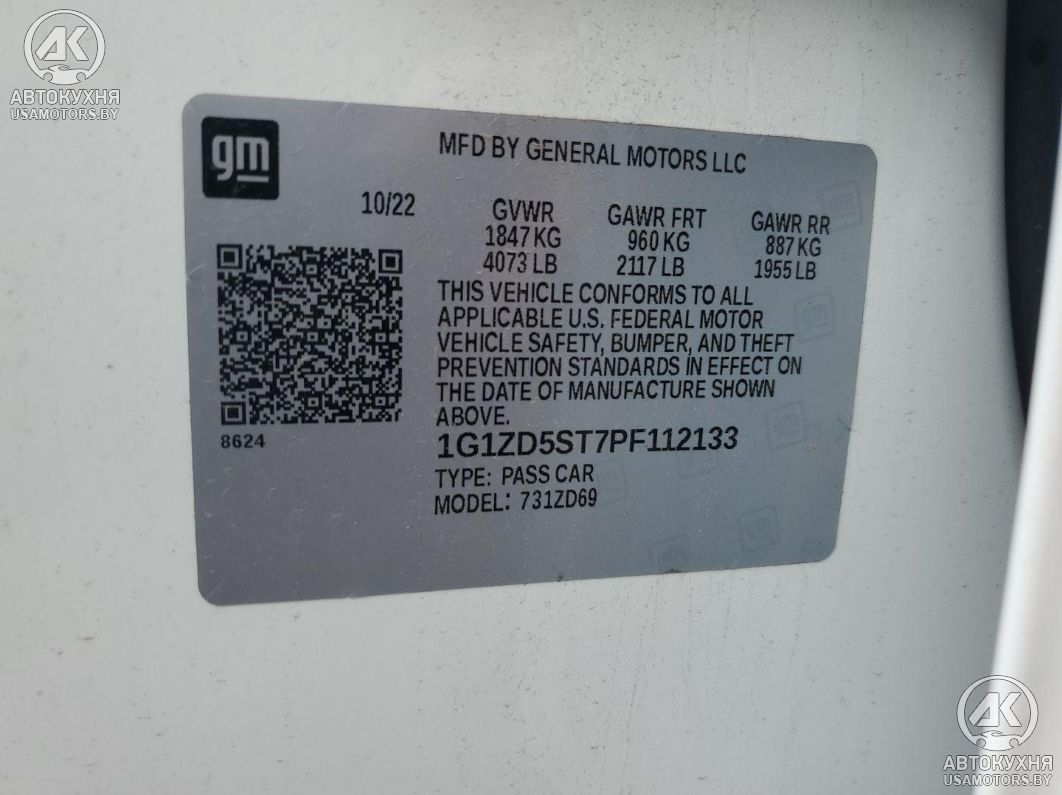 AK
АВТОКУХНЯ
USAMOTORS.BY
gm
MFD BY GENERAL MOTORS LLC
10/22
GVWR
1847 KG
4073 LB
GAWR FRT
960 KG
2117 LB
GAWR RR
887 KG
1955 LB
THIS VEHICLE CONFORMS TO ALL
APPLICABLE U.S. FEDERAL MOTOR
VEHICLE SAFETY, BUMPER, AND THEFT
PREVENTION STANDARDS IN EFFECT ON
THE DATE OF MANUFACTURE SHOWN
ABOVE.
8624
1G1ZD5ST7PF112133
TYPE: PASS CAR
MODEL: 731ZD69
AK
АВТОКУХНЯ
USAMOTORS.BY